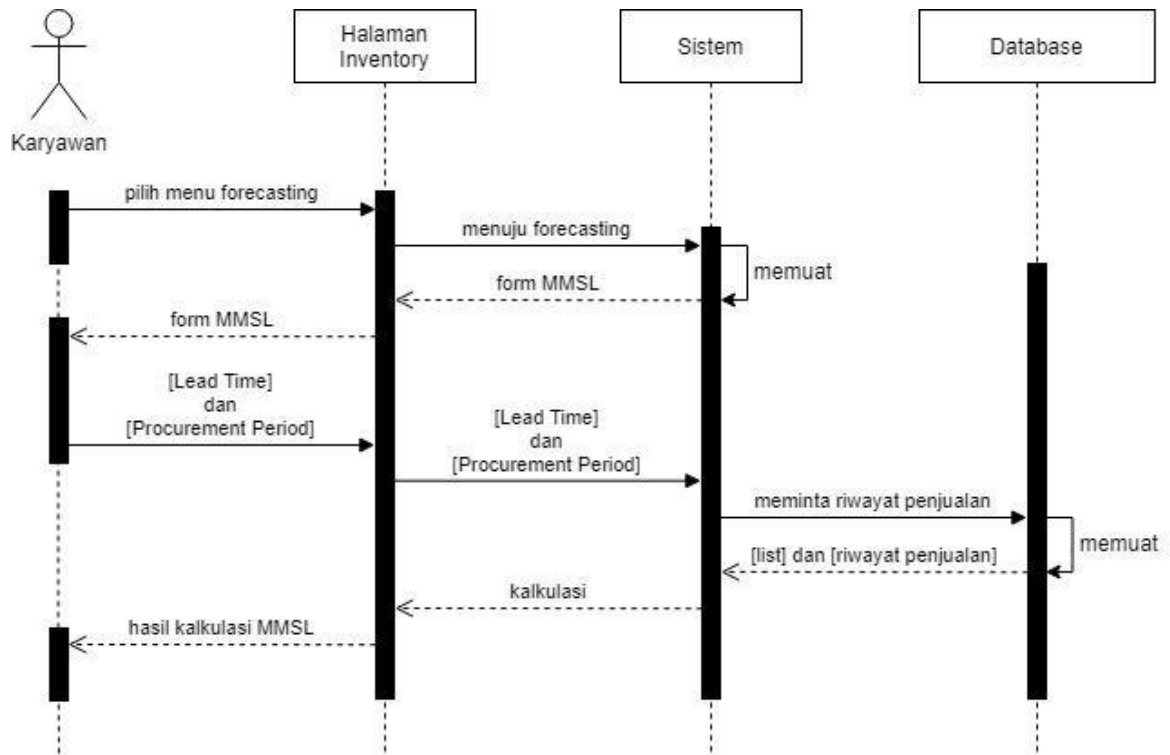 Halaman
Inventory
Sistem
Database
Karyawan
pilih menu forecasting
menuju forecasting
memuat
form MMSL
form MMSL
[Lead Time]
dan
[Procurement Period]
[Lead Time]
dan
[Procurement Period]
meminta riwayat penjualan
memuat
[list] dan [riwayat penjualan]
kalkulasi
hasil kalkulasi MMSL